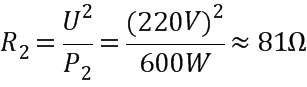 R₂ = U²/P₂ = (220V)²/600W ≈ 81Ω